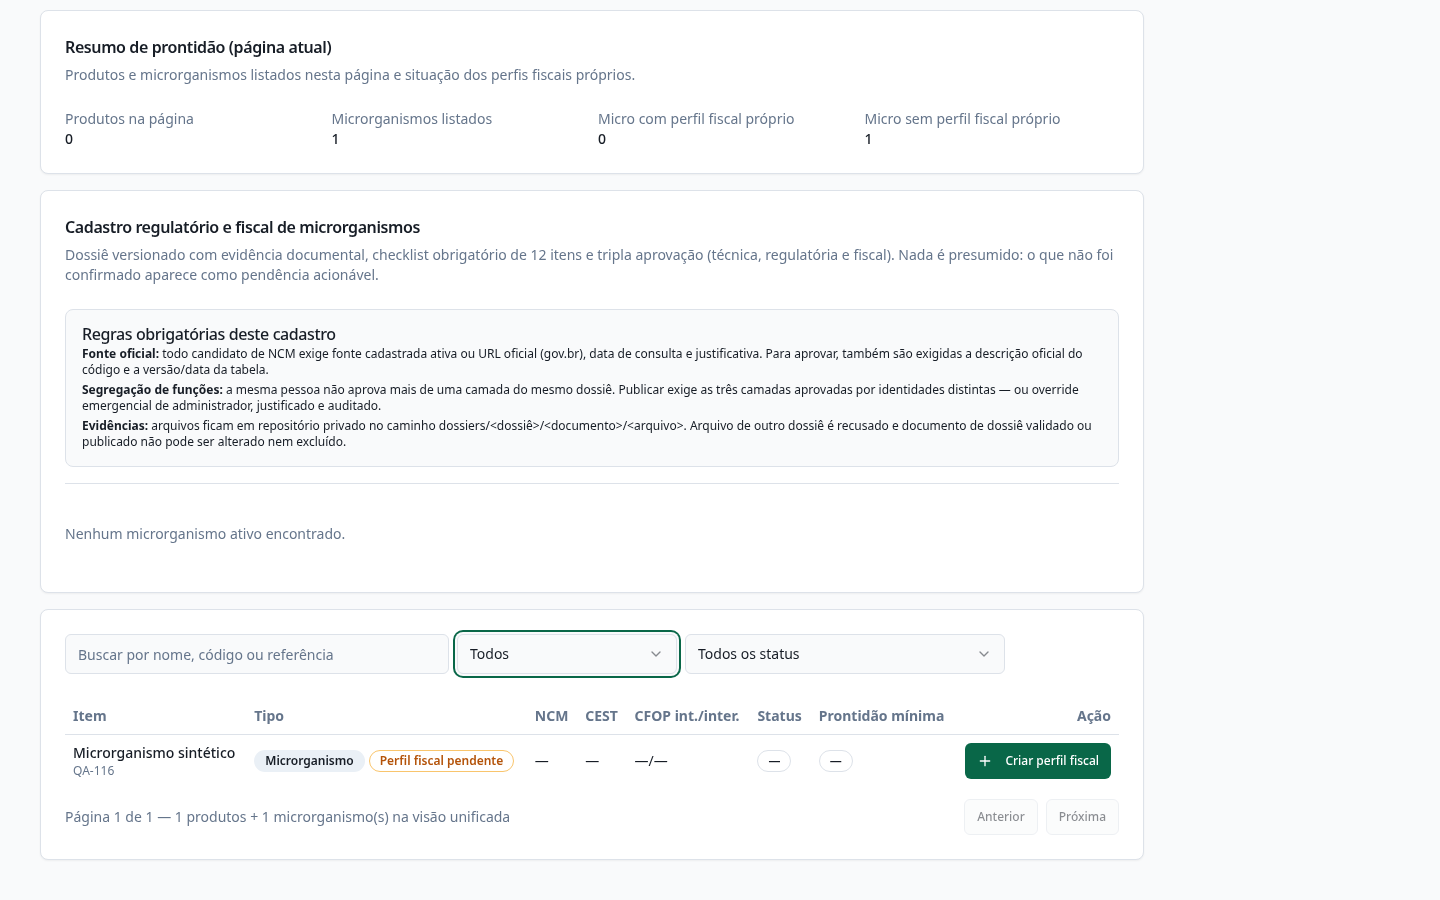 Resumo de prontidão (página atual)
Produtos e microrganismos listados nesta página e situação dos perfis fiscais próprios.
Produtos na página
0
Microrganismos listados
1
Micro com perfil fiscal próprio
0
Micro sem perfil fiscal próprio
1
Cadastro regulatório e fiscal de microrganismos
Dossiê versionado com evidência documental, checklist obrigatório de 12 itens e tripla aprovação (técnica, regulatória e fiscal). Nada é presumido: o que não foi
confirmado aparece como pendência acionável.
Regras obrigatórias deste cadastro
Fonte oficial: todo candidato de NCM exige fonte cadastrada ativa ou URL oficial (gov.br), data de consulta e justificativa. Para aprovar, também são exigidas a descrição oficial do
código e a versão/data da tabela.
Segregação de funções: a mesma pessoa não aprova mais de uma camada do mesmo dossiê. Publicar exige as três camadas aprovadas por identidades distintas — ou override
emergencial de administrador, justificado e auditado.
Evidências: arquivos ficam em repositório privado no caminho dossiers/<dossiê>/<documento>/<arquivo>. Arquivo de outro dossiê é recusado e documento de dossiê validado ou
publicado não pode ser alterado nem excluído.
Nenhum microrganismo ativo encontrado.
Buscar por nome, código ou referência
Todos
Todos os status
Item Tipo NCM CEST CFOP int./inter. Status Prontidão mínima Ação
Microrganismo sintético
QA-116
Microrganismo Perfil fiscal pendente — — —/— — — Criar perfil fiscal
Página 1 de 1 — 1 produtos + 1 microrganismo(s) na visão unificada
Anterior Próxima